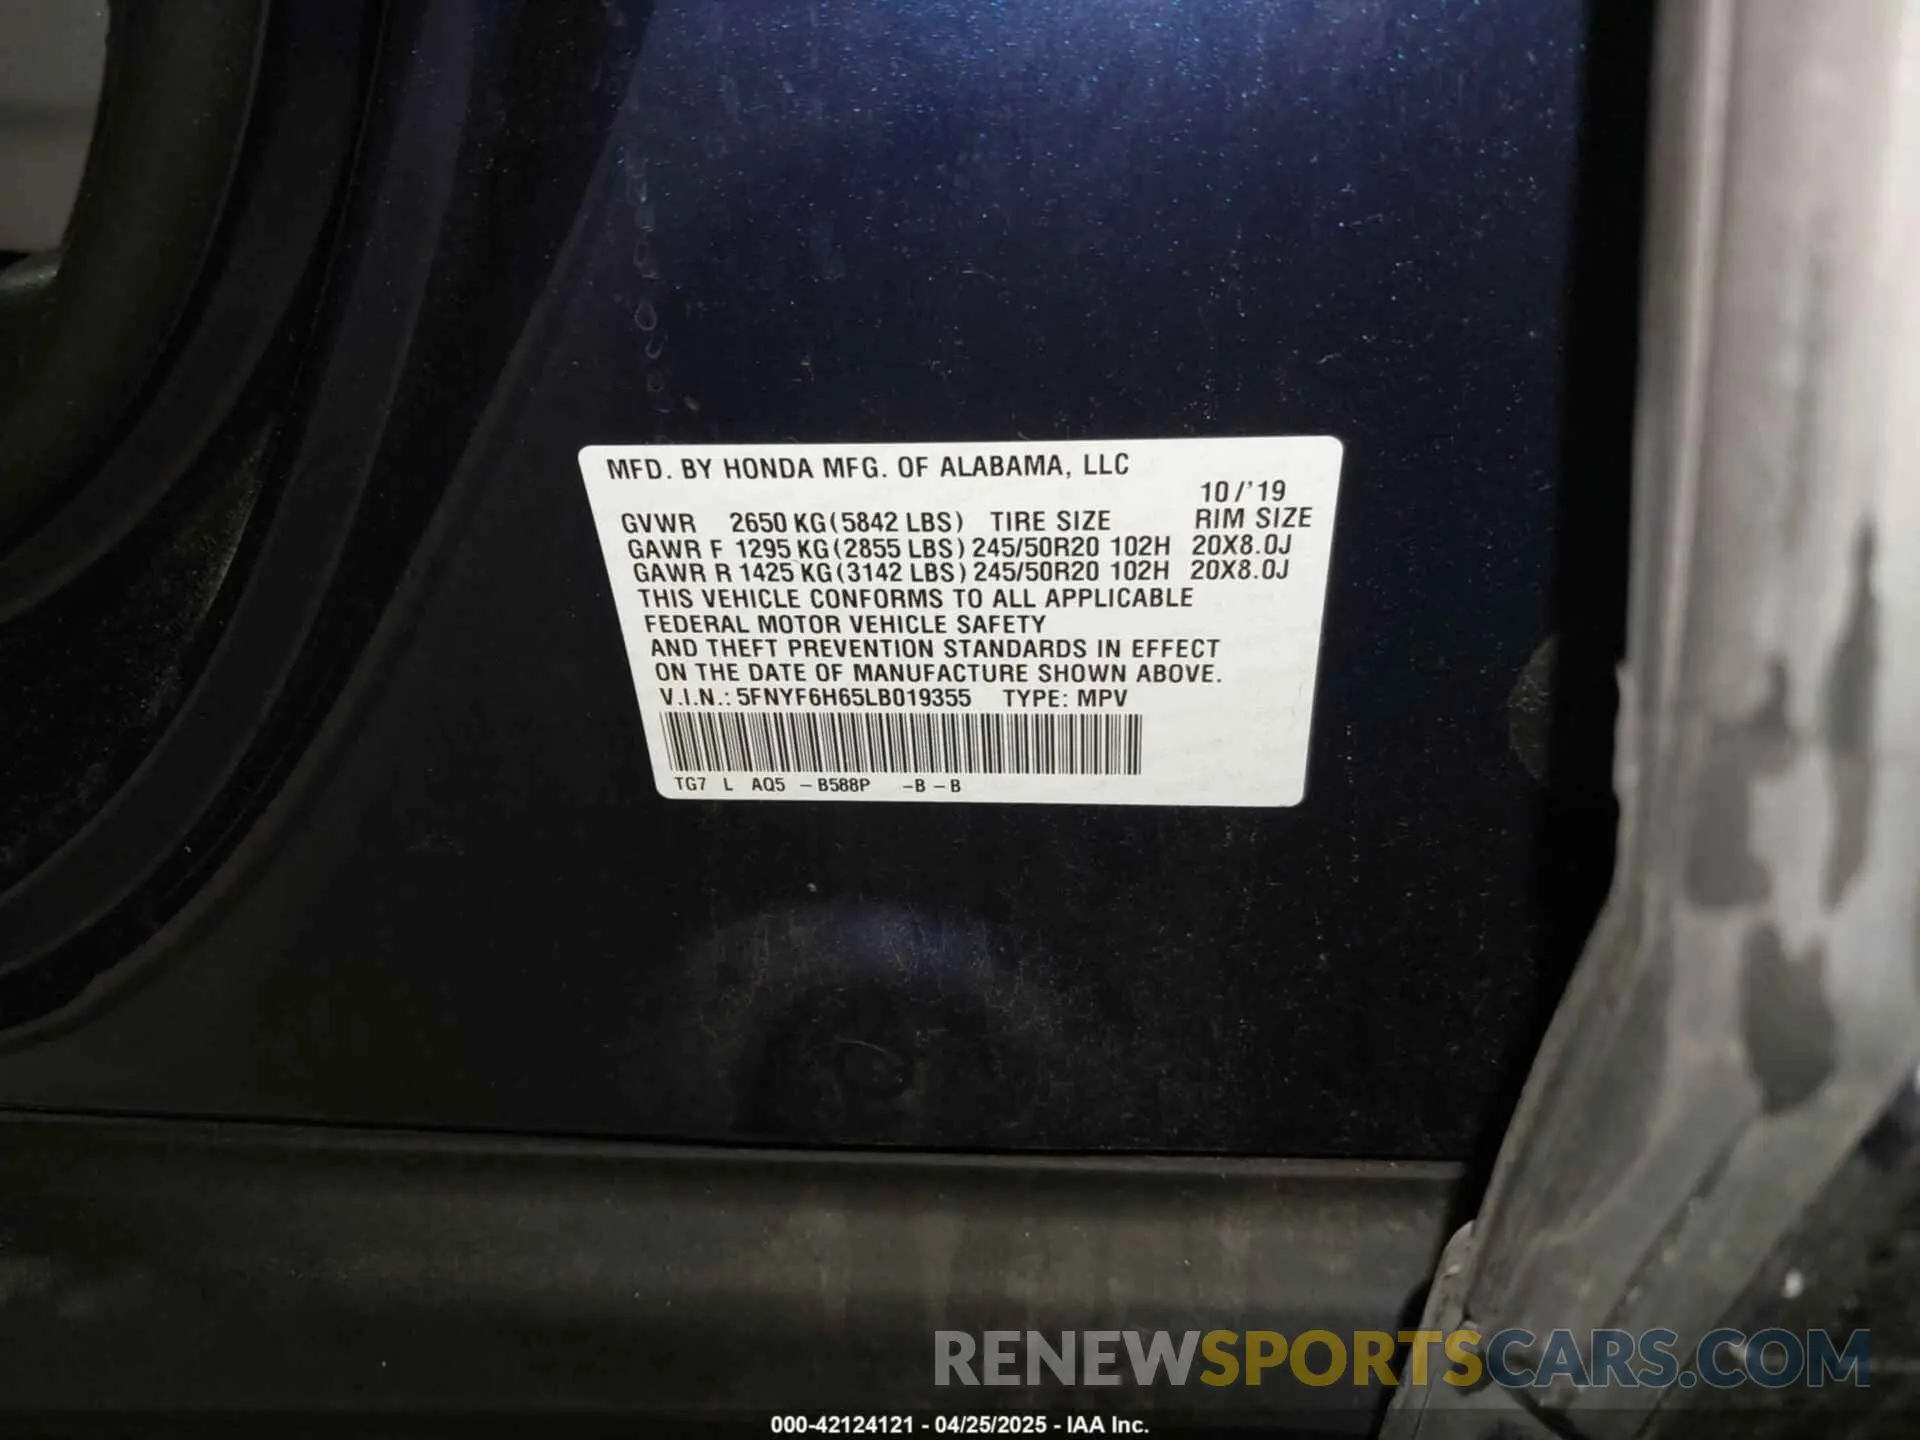 MFD. BY HONDA MFG. OF ALABAMA, LLC
10/'19
GVWR 2650 KG(5842 LBS) TIRE SIZE RIM SIZE
GAWR F 1295 KG(2855 LBS) 245/50R20 102H 20X8.0J
GAWR R 1425 KG(3142 LBS) 245/50R20 102H 20X8.0J
THIS VEHICLE CONFORMS TO ALL APPLICABLE
FEDERAL MOTOR VEHICLE SAFETY
AND THEFT PREVENTION STANDARDS IN EFFECT
ON THE DATE OF MANUFACTURE SHOWN ABOVE.
V.I.N.: 5FNYF6H65LB019355 TYPE: MPV
TG7 L AQ5 – B588P –B – B
RENEWSPORTSCARS.COM
000-42124121 - 04/25/2025 - IAA Inc.